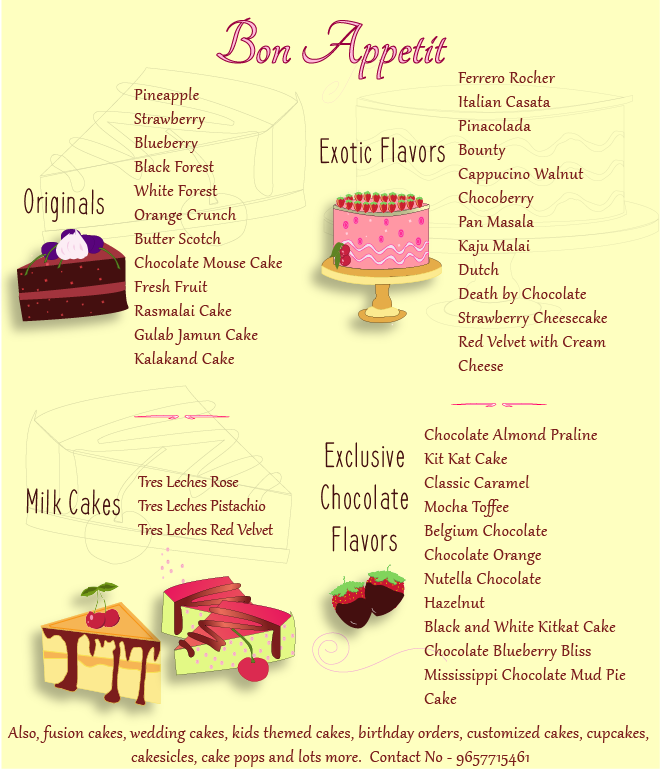 Bon Appetit
Originals
Pineapple
Strawberry
Blueberry
Black Forest
White Forest
Orange Crunch
Butter Scotch
Chocolate Mouse Cake
Fresh Fruit
Rasmalai Cake
Gulab Jamun Cake
Kalakand Cake
Exotic Flavors
Ferrero Rocher
Italian Casata
Pinacolada
Bounty
Cappucino Walnut
Chocoberry
Pan Masala
Kaju Malai
Dutch
Death by Chocolate
Strawberry Cheesecake
Red Velvet with Cream
Cheese
Milk Cakes
Tres Leches Rose
Tres Leches Pistachio
Tres Leches Red Velvet
Exclusive
Chocolate
Flavors
Chocolate Almond Praline
Kit Kat Cake
Classic Caramel
Mocha Toffee
Belgium Chocolate
Chocolate Orange
Nutella Chocolate
Hazelnut
Black and White Kitkat Cake
Chocolate Blueberry Bliss
Mississippi Chocolate Mud Pie
Cake
Also, fusion cakes, wedding cakes, kids themed cakes, birthday orders, customized cakes, cupcakes,
cakesicles, cake pops and lots more. Contact No - 9657715461